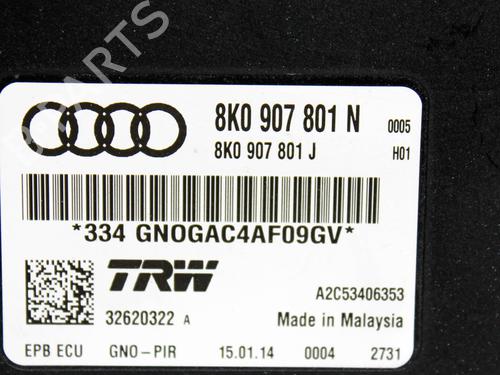 8K0 907 801 N 0005
8K0 907 801 J H01
*334 GNOGAC4AF09GV*
TRW
A2C53406353
32620322 A Made in Malaysia
EPB ECU GNO-PIR 15.01.14 0004 2731
PARTS